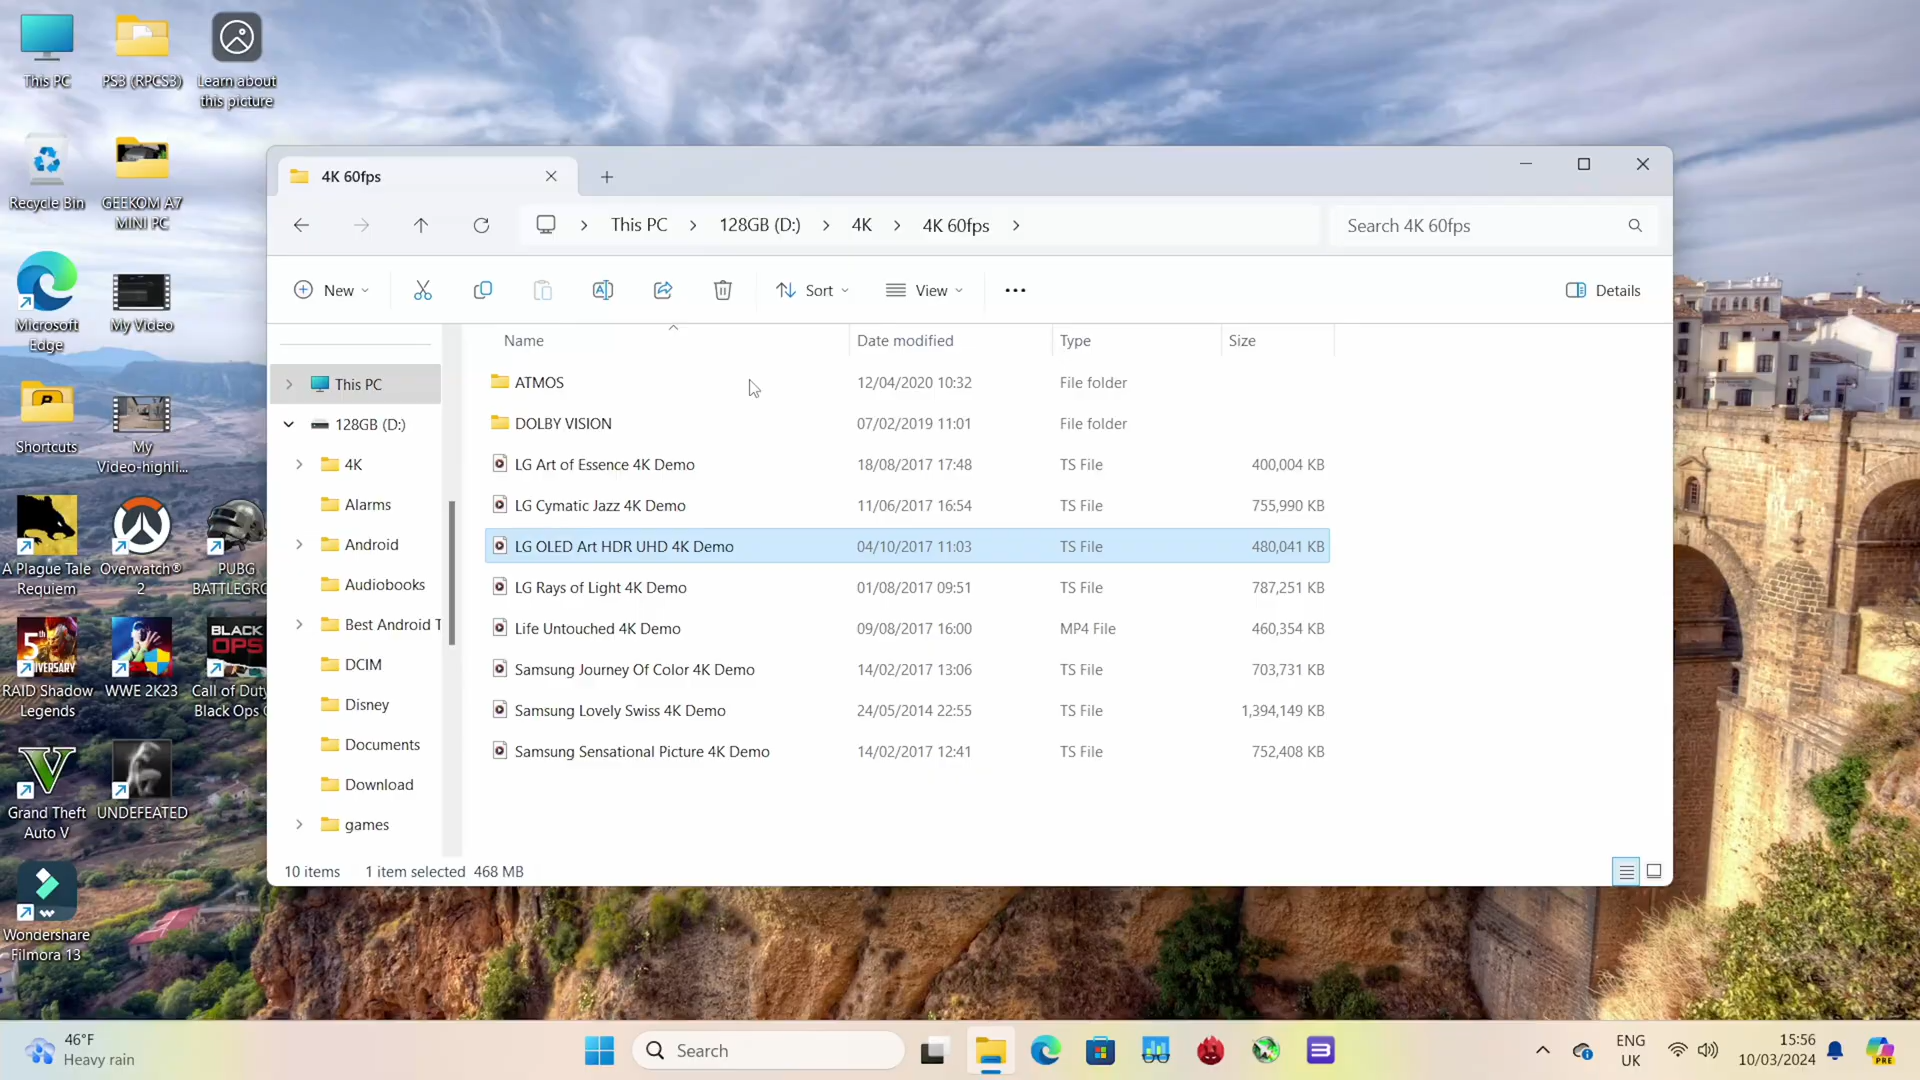 This PC
PS3 (RPCS3)
Learn about
this picture
Recycle Bin
GEEKOM A7
MINI PC
Microsoft
Edge
My Video
Shortcuts
My
Video-highli...
A Plague Tale
Requiem
Overwatch®
2
PUBG
BATTLEGRO
5th
ANNIVERSARY
BLACK
OPS
RAID Shadow
Legends
WWE 2K23
Call of Duty
Black Ops
Grand Theft
Auto V
UNDEFEATED
Wondershare
Filmora 13
4K 60fps
This PC
128GB (D:)
4K
4K 60fps
Search 4K 60fps
New
Sort
View
Details
Name
Date modified
Type
Size
This PC
128GB (D:)
4K
Alarms
Android
Audiobooks
Best Android T
DCIM
Disney
Documents
Download
games
ATMOS 12/04/2020 10:32 File folder
DOLBY VISION 07/02/2019 11:01 File folder
LG Art of Essence 4K Demo 18/08/2017 17:48 TS File 400,004 KB
LG Cymatic Jazz 4K Demo 11/06/2017 16:54 TS File 755,990 KB
LG OLED Art HDR UHD 4K Demo 04/10/2017 11:03 TS File 480,041 KB
LG Rays of Light 4K Demo 01/08/2017 09:51 TS File 787,251 KB
Life Untouched 4K Demo 09/08/2017 16:00 MP4 File 460,354 KB
Samsung Journey Of Color 4K Demo 14/02/2017 13:06 TS File 703,731 KB
Samsung Lovely Swiss 4K Demo 24/05/2014 22:55 TS File 1,394,149 KB
Samsung Sensational Picture 4K Demo 14/02/2017 12:41 TS File 752,408 KB
10 items 1 item selected 468 MB
46°F
Heavy rain
Search
ENG
UK
15:56
10/03/2024
PRE